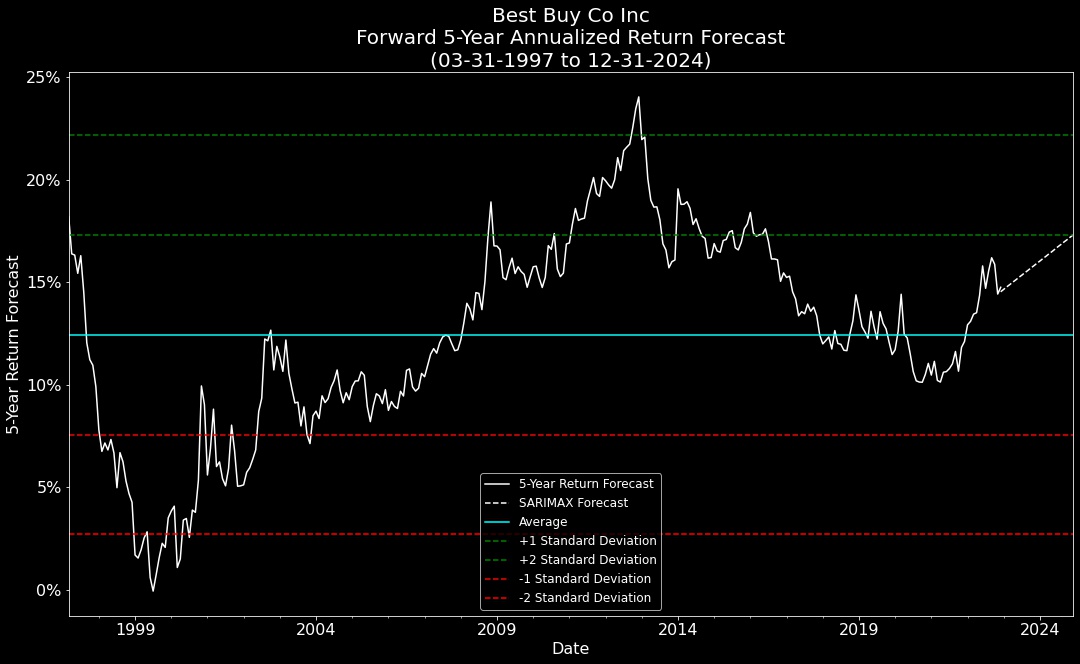 Best Buy Co Inc
Forward 5-Year Annualized Return Forecast
(03-31-1997 to 12-31-2024)
25%
20%
15%
10%
5%
0%
5-Year Return Forecast
5-Year Return Forecast
SARIMAX Forecast
Average
+1 Standard Deviation
+2 Standard Deviation
-1 Standard Deviation
-2 Standard Deviation
1999 2004 2009 2014 2019 2024
Date